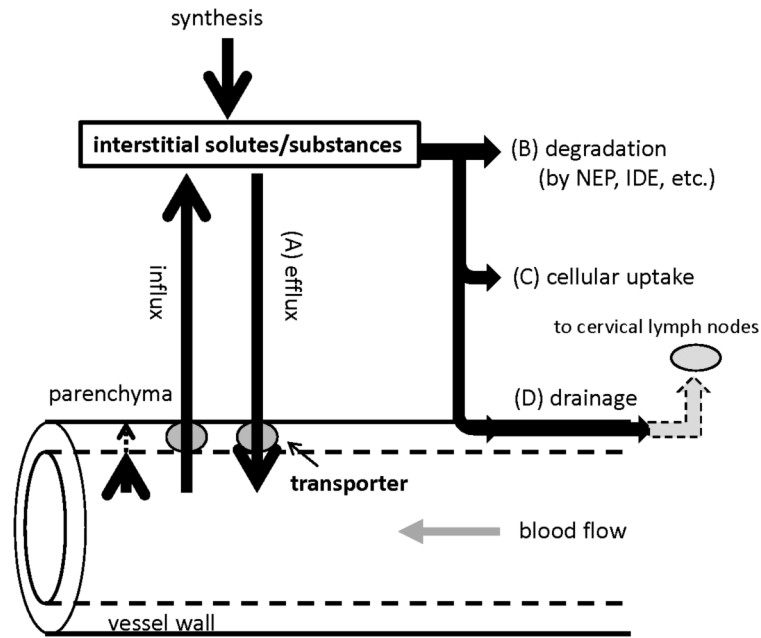 synthesis
interstitial solutes/substances
(B) degradation
(by NEP, IDE, etc.)
(A) efflux
influx
(C) cellular uptake
to cervical lymph nodes
parenchyma
(D) drainage
transporter
blood flow
vessel wall